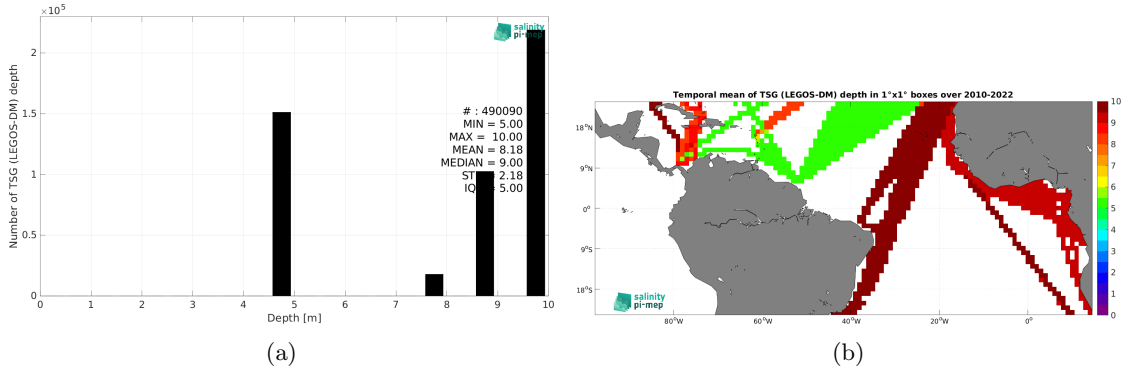 ×10⁵
salinity
pi-mep
Number of TSG (LEGOS-DM) depth
2
1.5
1
0.5
0
# : 490090
MIN = 5.00
MAX = 10.00
MEAN = 8.18
MEDIAN = 9.00
= 2.18
= 5.00
0 1 2 3 4 5 6 7 8 9 10
Depth [m]
(a)
Temporal mean of TSG (LEGOS-DM) depth in 1°x1° boxes over 2010-2022
18°N
9°N
0°
9°S
18°S
80°W 60°W 40°W 20°W 0°
salinity
pi-mep
10
9
8
7
6
5
4
3
2
1
0
(b)